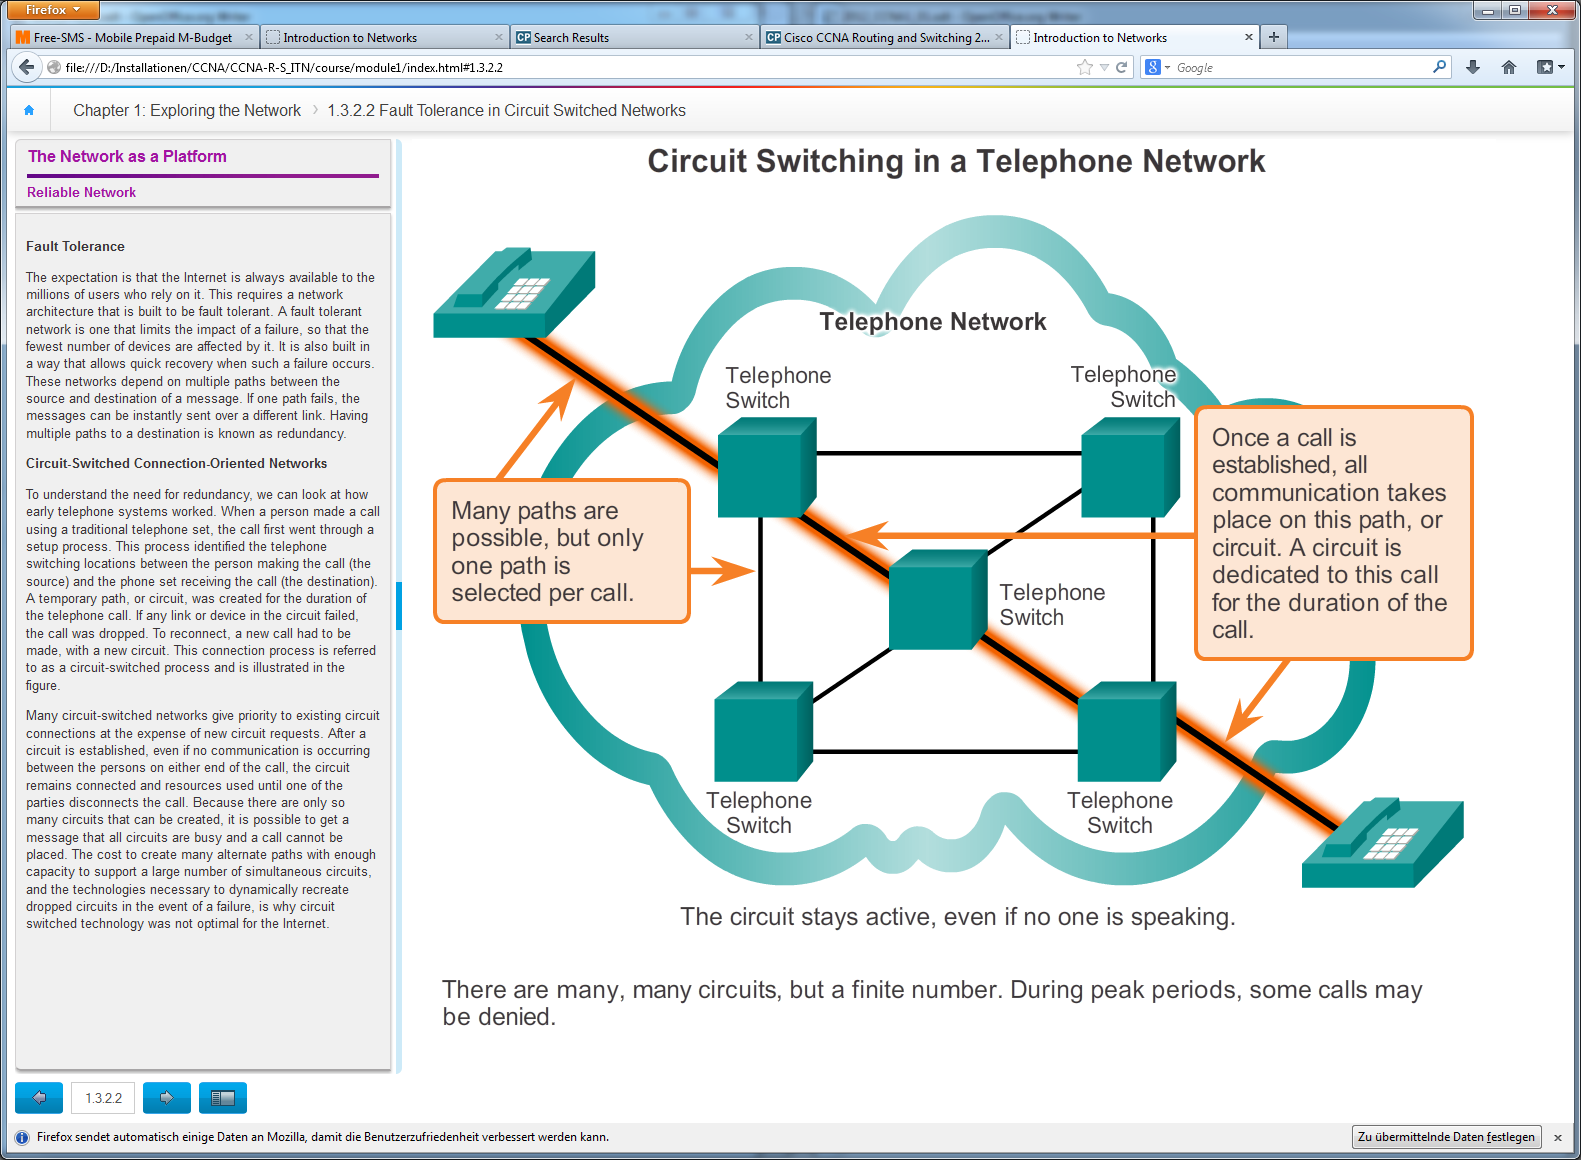 Firefox
Free-SMS - Mobile Prepaid M-Budget
Introduction to Networks
CP Search Results
CP Cisco CCNA Routing and Switching 2...
Introduction to Networks
file:///D:/Installationen/CCNA/CCNA-R-S_ITN/course/module1/index.html#1.3.2.2
Google
Chapter 1: Exploring the Network
1.3.2.2 Fault Tolerance in Circuit Switched Networks
The Network as a Platform
Reliable Network
Fault Tolerance
The expectation is that the Internet is always available to the
millions of users who rely on it. This requires a network
architecture that is built to be fault tolerant. A fault tolerant
network is one that limits the impact of a failure, so that the
fewest number of devices are affected by it. It is also built in
a way that allows quick recovery when such a failure occurs.
These networks depend on multiple paths between the
source and destination of a message. If one path fails, the
messages can be instantly sent over a different link. Having
multiple paths to a destination is known as redundancy.
Circuit-Switched Connection-Oriented Networks
To understand the need for redundancy, we can look at how
early telephone systems worked. When a person made a call
using a traditional telephone set, the call first went through a
setup process. This process identified the telephone
switching locations between the person making the call (the
source) and the phone set receiving the call (the destination).
A temporary path, or circuit, was created for the duration of
the telephone call. If any link or device in the circuit failed,
the call was dropped. To reconnect, a new call had to be
made, with a new circuit. This connection process is referred
to as a circuit-switched process and is illustrated in the
figure.
Many circuit-switched networks give priority to existing circuit
connections at the expense of new circuit requests. After a
circuit is established, even if no communication is occurring
between the persons on either end of the call, the circuit
remains connected and resources used until one of the
parties disconnects the call. Because there are only so
many circuits that can be created, it is possible to get a
message that all circuits are busy and a call cannot be
placed. The cost to create many alternate paths with enough
capacity to support a large number of simultaneous circuits,
and the technologies necessary to dynamically recreate
dropped circuits in the event of a failure, is why circuit
switched technology was not optimal for the Internet.
Circuit Switching in a Telephone Network
Telephone Network
Telephone
Switch
Telephone
Switch
Many paths are
possible, but only
one path is
selected per call.
Once a call is
established, all
communication takes
place on this path, or
circuit. A circuit is
dedicated to this call
for the duration of the
call.
Telephone
Switch
Telephone
Switch
Telephone
Switch
The circuit stays active, even if no one is speaking.
There are many, many circuits, but a finite number. During peak periods, some calls may
be denied.
1.3.2.2
Firefox sendet automatisch einige Daten an Mozilla, damit die Benutzerzufriedenheit verbessert werden kann.
Zu übermittelnde Daten festlegen